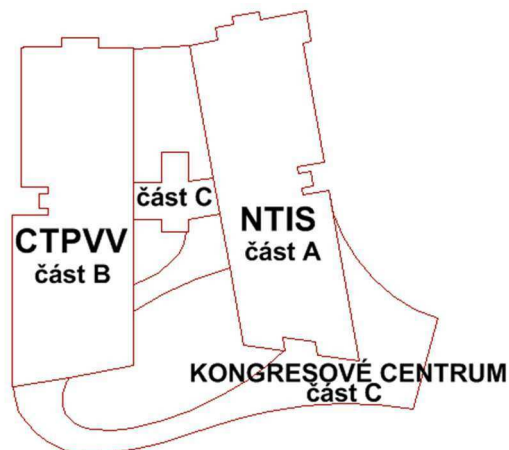 část C
CTPVV
část B
NTIS
část A
KONGRESOVÉ CENTRUM
část C